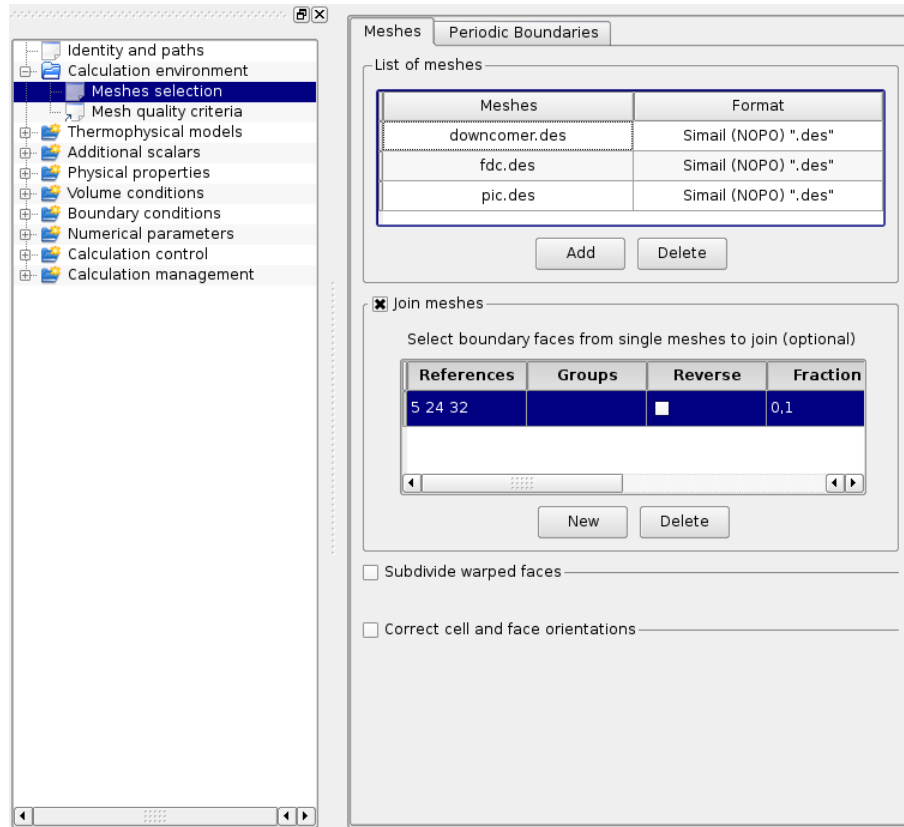 Identity and paths
Calculation environment
Meshes selection
Mesh quality criteria
Thermophysical models
Additional scalars
Physical properties
Volume conditions
Boundary conditions
Numerical parameters
Calculation control
Calculation management
Meshes Periodic Boundaries
List of meshes
Meshes Format
downcomer.des Simail (NOPO) ".des"
fdc.des Simail (NOPO) ".des"
pic.des Simail (NOPO) ".des"
Add Delete
Join meshes
Select boundary faces from single meshes to join (optional)
References Groups Reverse Fraction
5 24 32 0,1
New Delete
Subdivide warped faces
Correct cell and face orientations